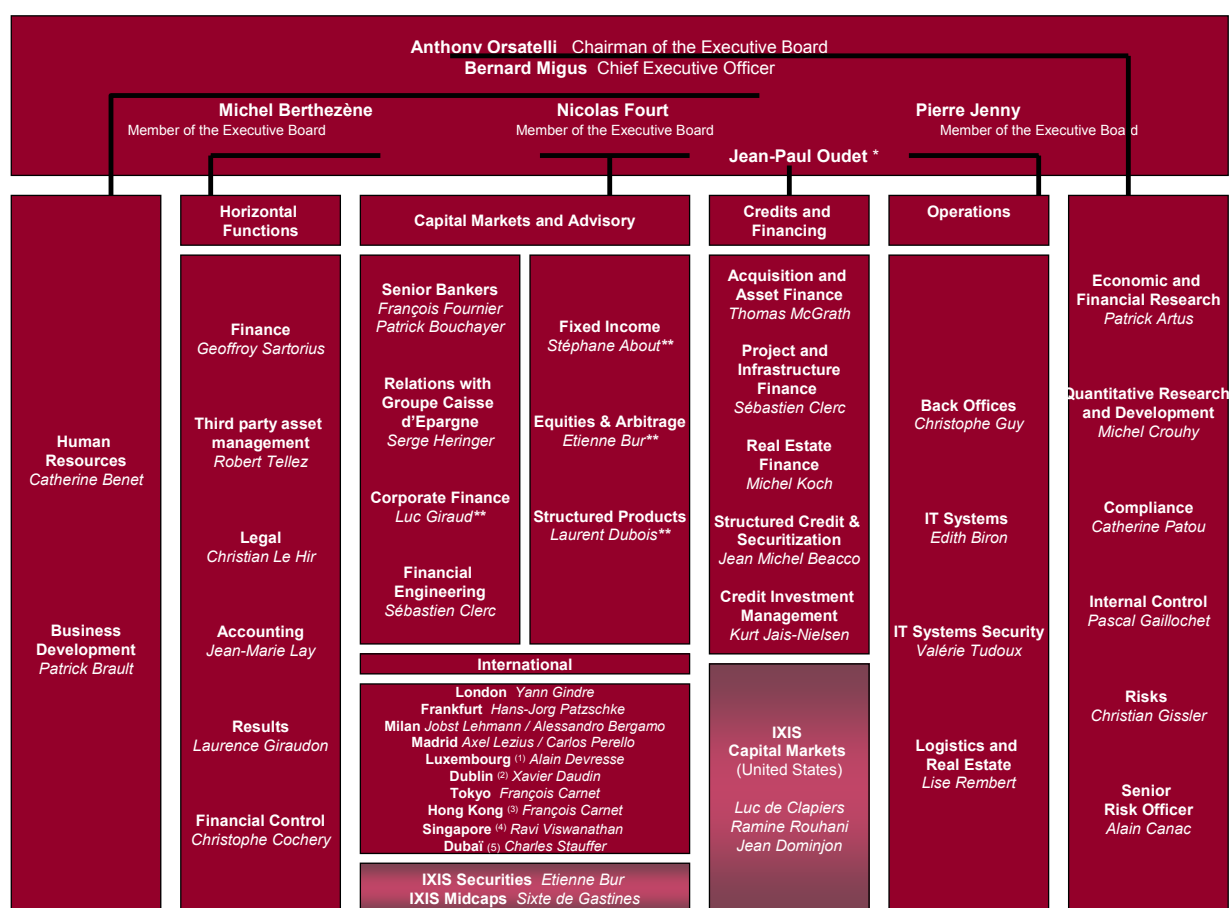 Anthony Orsatelli Chairman of the Executive Board
Bernard Migus Chief Executive Officer
Michel Berthezène
Member of the Executive Board
Nicolas Fourt
Member of the Executive Board
Pierre Jenny
Member of the Executive Board
Jean-Paul Oudet *
Human
Resources
Catherine Benet
Business
Development
Patrick Brault
Horizontal
Functions
Finance
Geoffroy Sartorius
Third party asset
management
Robert Tellez
Legal
Christian Le Hir
Accounting
Jean-Marie Lay
Results
Laurence Giraudon
Financial Control
Christophe Cochery
Capital Markets and Advisory
Senior Bankers
François Fournier
Patrick Bouchayer
Relations with
Groupe Caisse
d'Epargne
Serge Heringer
Corporate Finance
Luc Giraud**
Financial
Engineering
Sébastien Clerc
Fixed Income
Stéphane About**
Equities & Arbitrage
Etienne Bur**
Structured Products
Laurent Dubois**
International
London Yann Gindre
Frankfurt Hans-Jorg Patzschke
Milan Jobst Lehmann / Alessandro Bergamo
Madrid Axel Lezius / Carlos Perello
Luxembourg (1) Alain Devresse
Dublin (2) Xavier Daudin
Tokyo François Carnet
Hong Kong (3) François Carnet
Singapore (4) Ravi Viswanathan
Dubaï (5) Charles Stauffer
IXIS Securities Etienne Bur
IXIS Midcaps Sixte de Gastines
Credits and
Financing
Acquisition and
Asset Finance
Thomas McGrath
Project and
Infrastructure
Finance
Sébastien Clerc
Real Estate
Finance
Michel Koch
Structured Credit &
Securitization
Jean Michel Beacco
Credit Investment
Management
Kurt Jais-Nielsen
IXIS
Capital Markets
(United States)
Luc de Clapiers
Ramine Rouhani
Jean Dominjon
Operations
Back Offices
Christophe Guy
IT Systems
Edith Biron
IT Systems Security
Valérie Tudoux
Logistics and
Real Estate
Lise Rembert
Economic and
Financial Research
Patrick Artus
Quantitative Research
and Development
Michel Crouhy
Compliance
Catherine Patou
Internal Control
Pascal Gaillochet
Risks
Christian Gissler
Senior
Risk Officer
Alain Canac